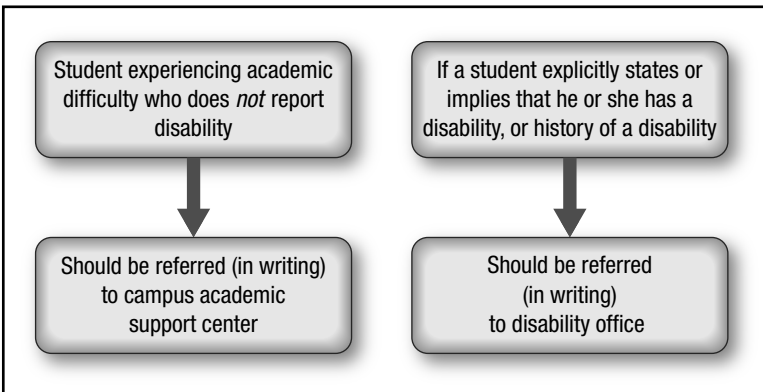 Student experiencing academic
difficulty who does not report
disability
Should be referred (in writing)
to campus academic
support center
If a student explicitly states or
implies that he or she has a
disability, or history of a disability
Should be referred
(in writing)
to disability office